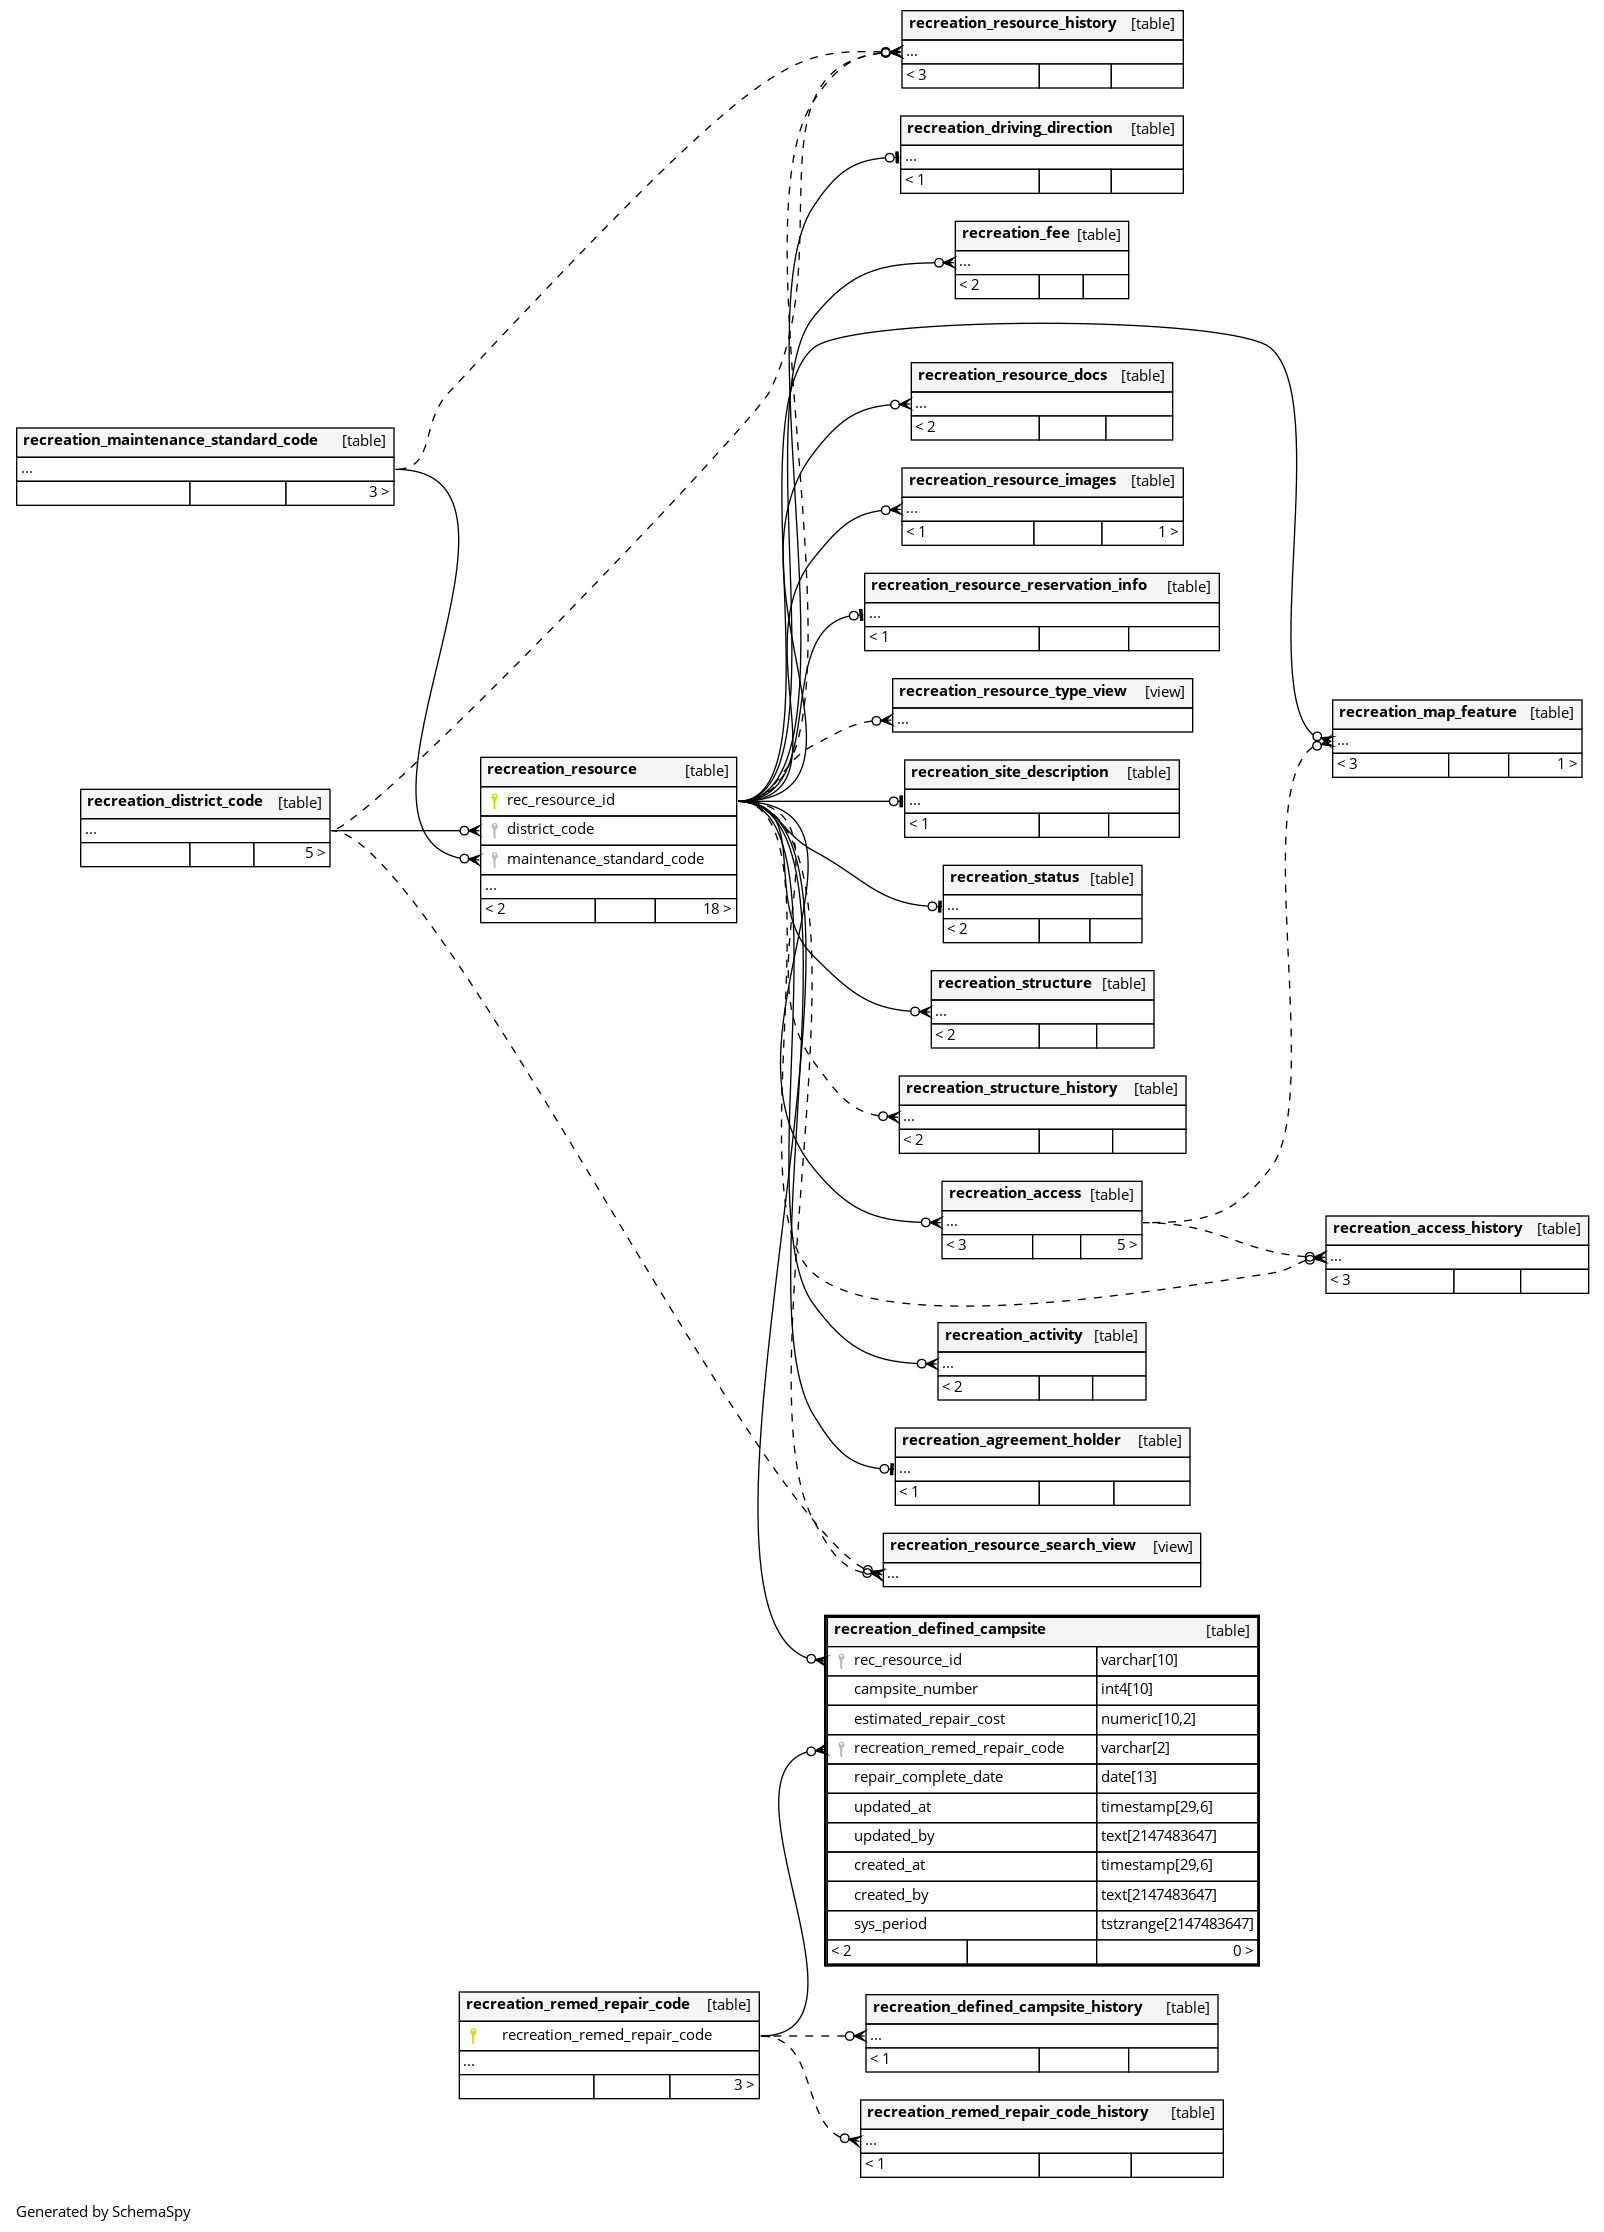 recreation_resource_history [table]
...
< 3
recreation_driving_direction [table]
...
< 1
recreation_fee [table]
...
< 2
recreation_resource_docs [table]
...
< 2
recreation_maintenance_standard_code [table]
...
3 >
recreation_resource_images [table]
...
< 1 1 >
recreation_resource_reservation_info [table]
...
< 1
recreation_resource_type_view [view]
...
recreation_map_feature [table]
...
< 3 1 >
recreation_resource [table]
rec_resource_id
district_code
maintenance_standard_code
...
< 2 18 >
recreation_district_code [table]
...
5 >
recreation_site_description [table]
...
< 1
recreation_status [table]
...
< 2
recreation_structure [table]
...
< 2
recreation_structure_history [table]
...
< 2
recreation_access [table]
...
< 3 5 >
recreation_access_history [table]
...
< 3
recreation_activity [table]
...
< 2
recreation_agreement_holder [table]
...
< 1
recreation_resource_search_view [view]
...
recreation_defined_campsite [table]
rec_resource_id varchar[10]
campsite_number int4[10]
estimated_repair_cost numeric[10,2]
recreation_remed_repair_code varchar[2]
repair_complete_date date[13]
updated_at timestamp[29,6]
updated_by text[2147483647]
created_at timestamp[29,6]
created_by text[2147483647]
sys_period tstzrange[2147483647]
< 2 0 >
recreation_remed_repair_code [table]
recreation_remed_repair_code
...
3 >
recreation_defined_campsite_history [table]
...
< 1
recreation_remed_repair_code_history [table]
...
< 1
Generated by SchemaSpy